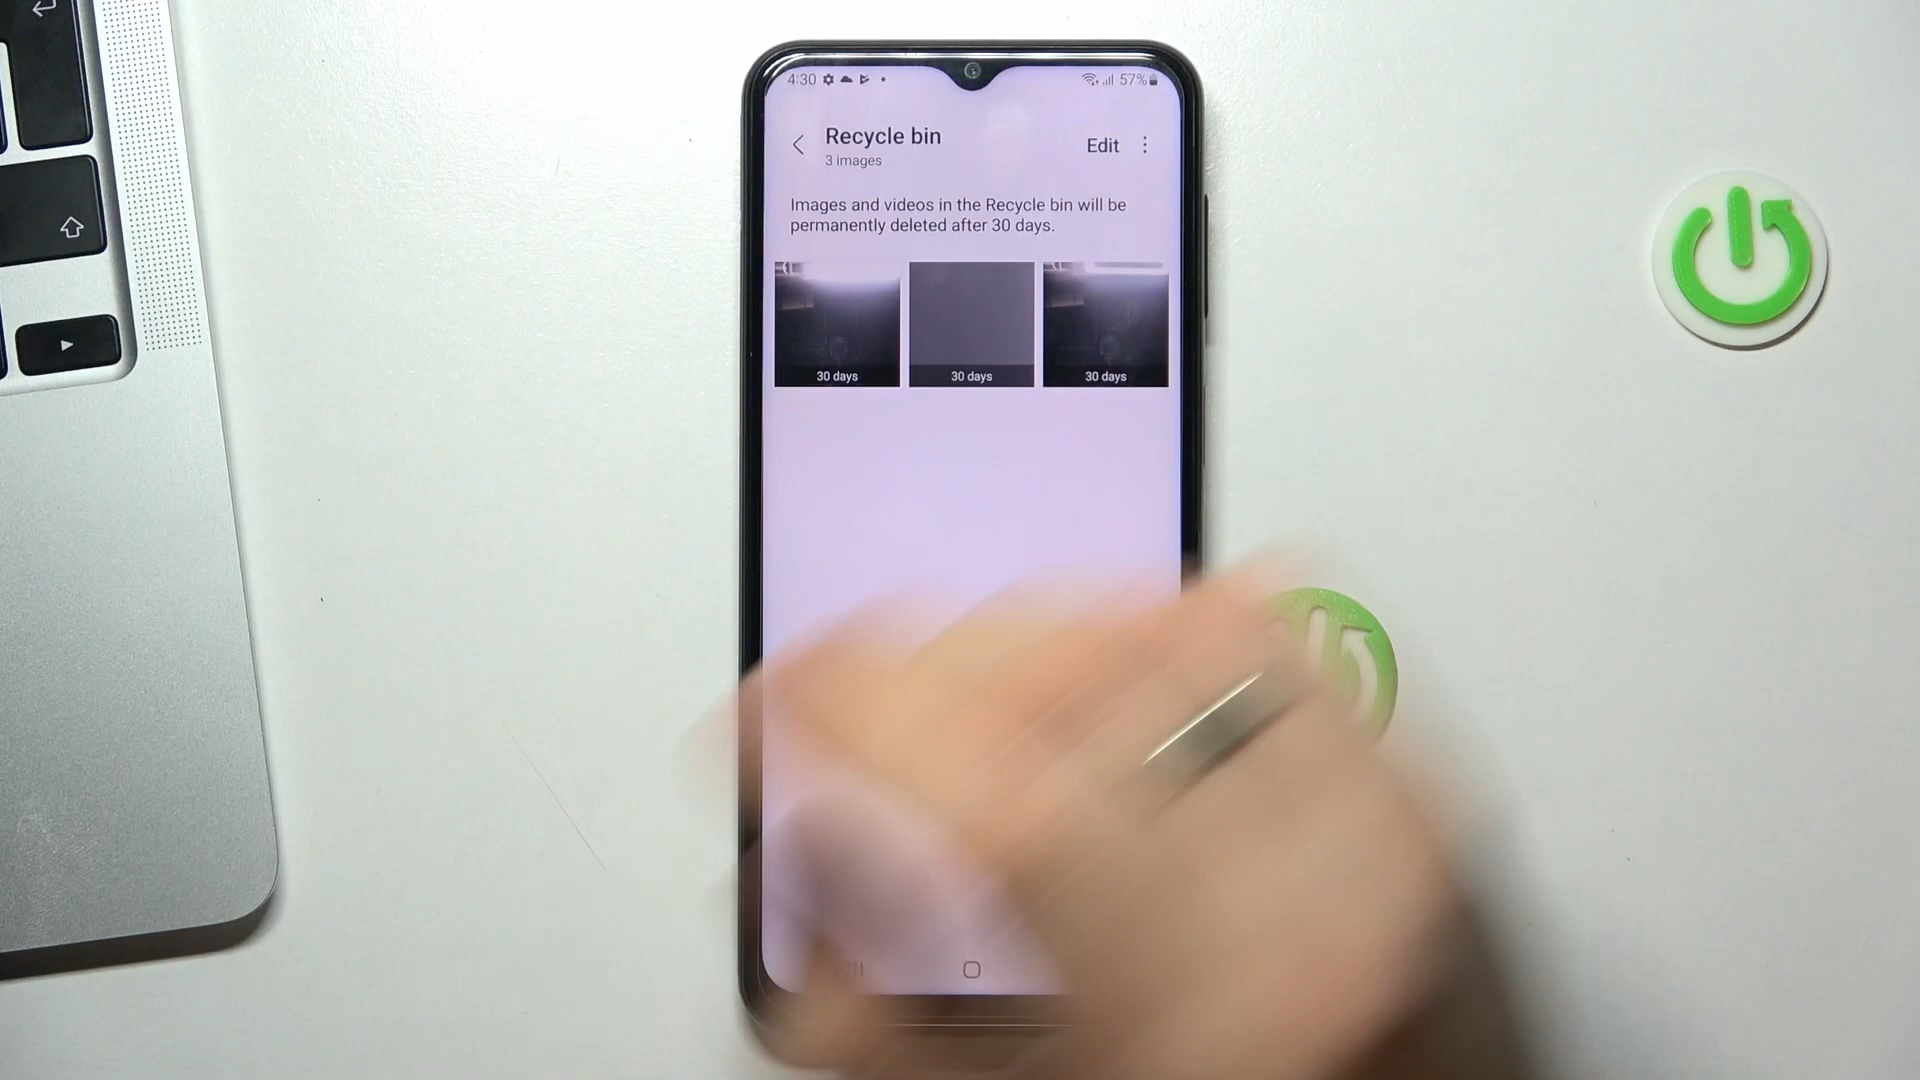 4:30
57%
Recycle bin
Edit
3 images
Images and videos in the Recycle bin will be
permanently deleted after 30 days.
30 days
30 days
30 days